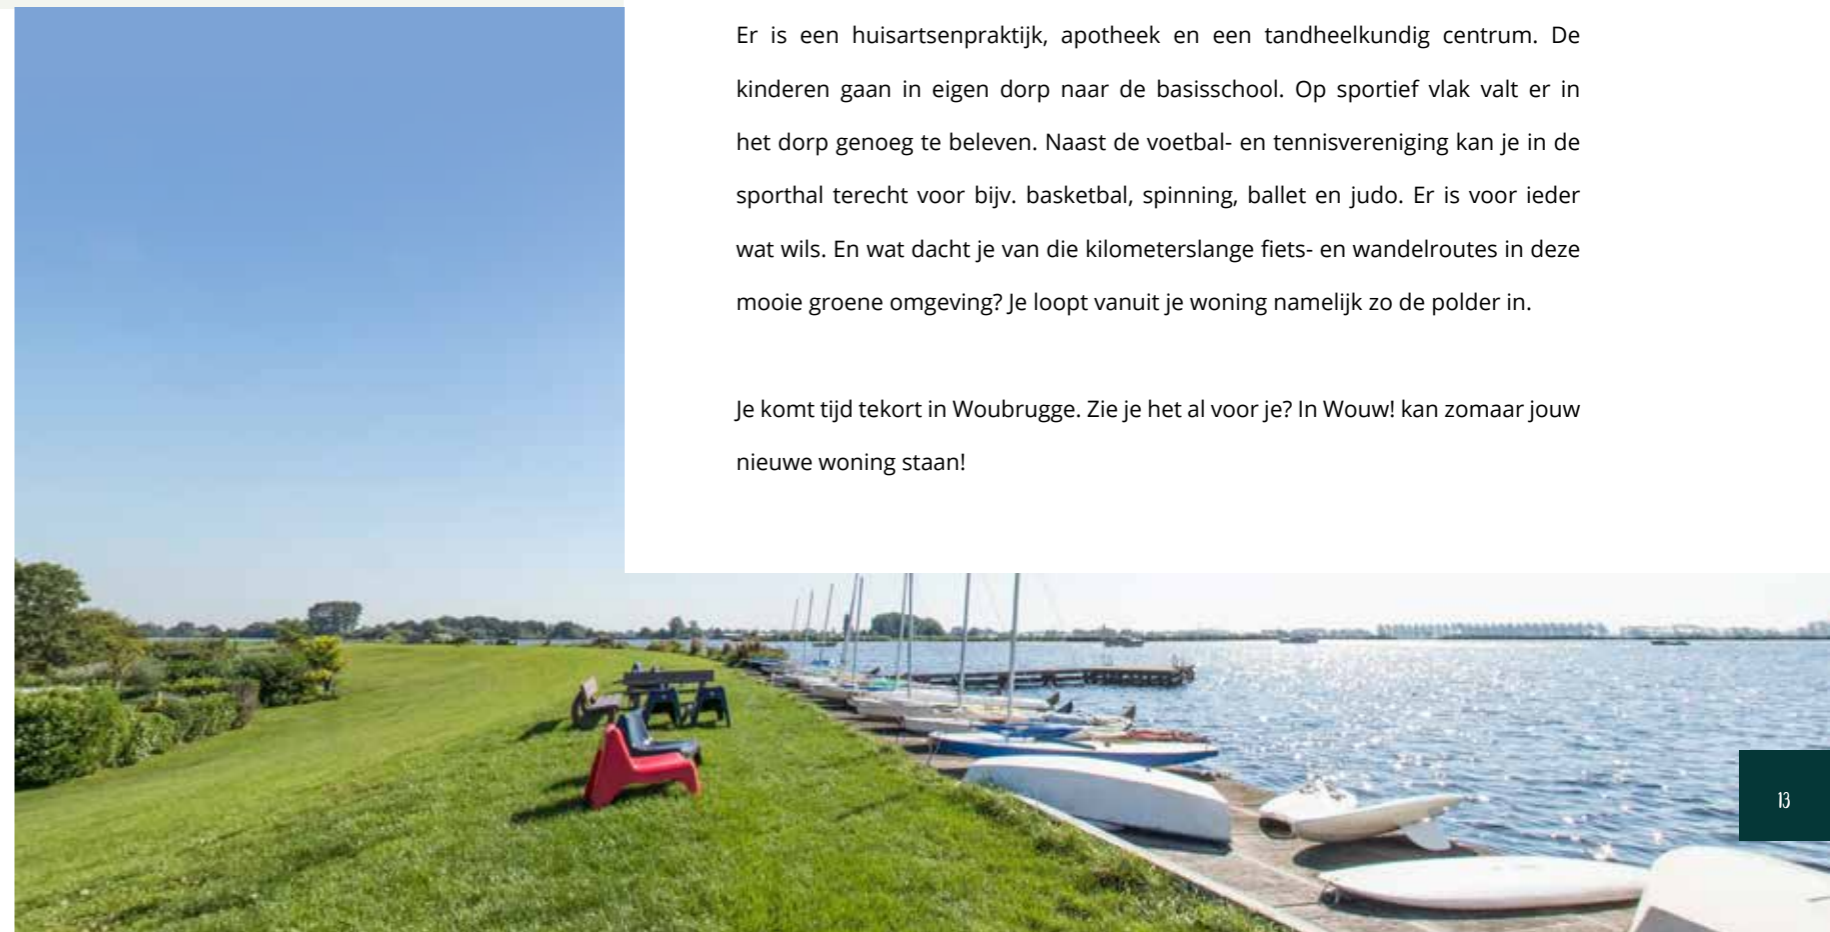 Er is een huisartsenpraktijk, apotheek en een tandheelkundig centrum. De
kinderen gaan in eigen dorp naar de basisschool. Op sportief vlak valt er in
het dorp genoeg te beleven. Naast de voetbal- en tennisvereniging kan je in de
sporthal terecht voor bijv. basketbal, spinning, ballet en judo. Er is voor ieder
wat wils. En wat dacht je van die kilometerslange fiets- en wandelroutes in deze
mooie groene omgeving? Je loopt vanuit je woning namelijk zo de polder in.
Je komt tijd tekort in Woubrugge. Zie je het al voor je? In Wouw! kan zomaar jouw
nieuwe woning staan!
13